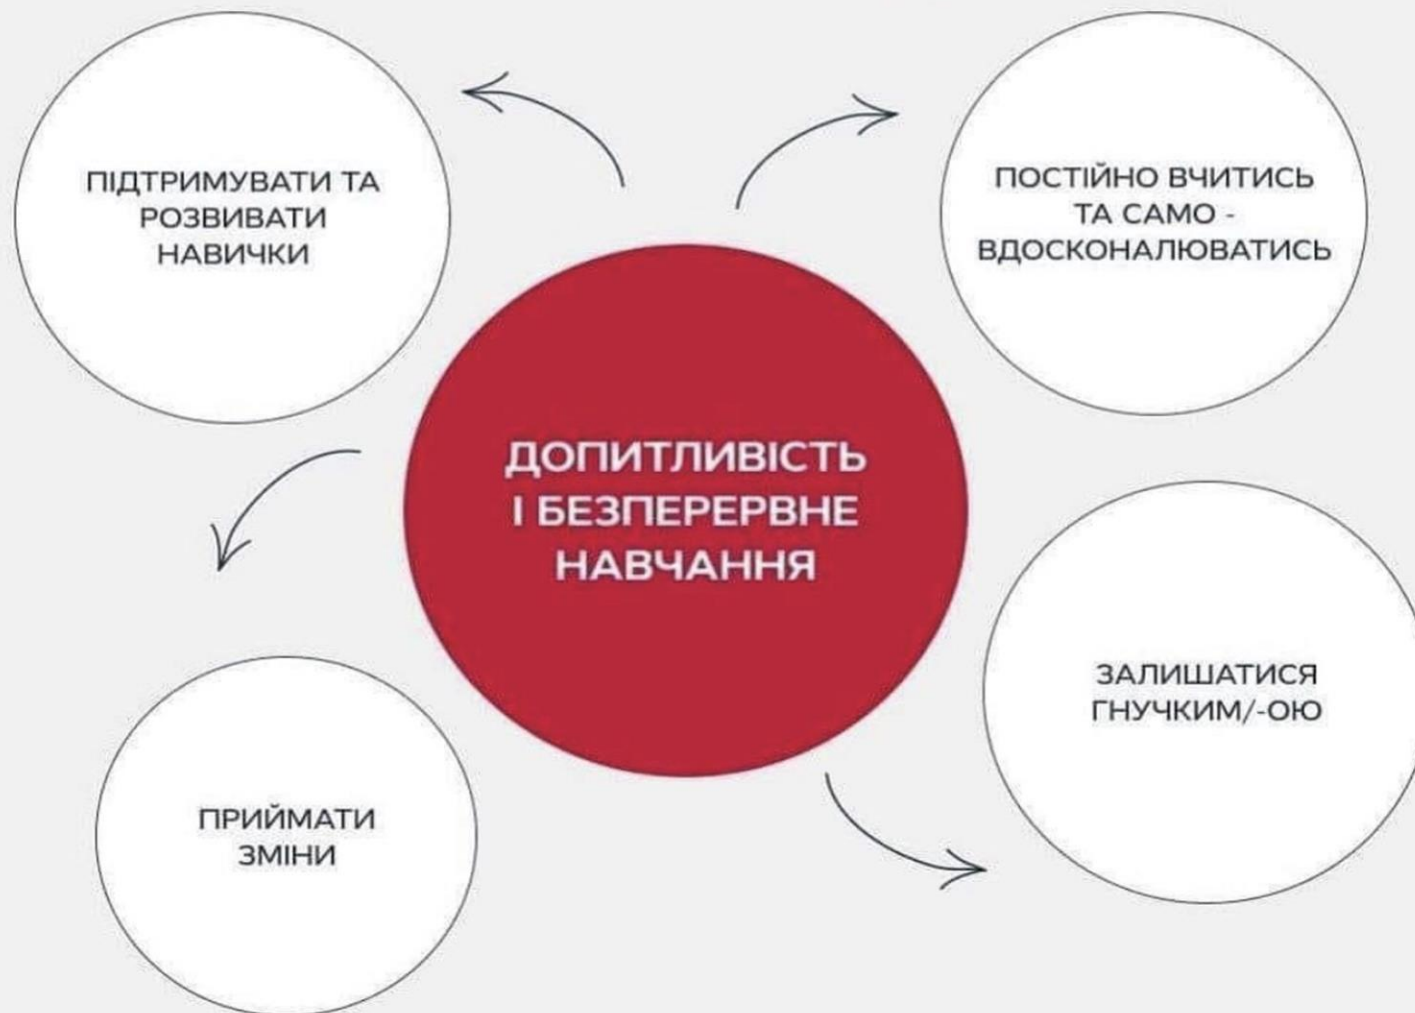 ПІДТРИМУВАТИ ТА
РОЗВИВАТИ
НАВИЧКИ
ПОСТІЙНО ВЧИТИСЬ
ТА САМО -
ВДОСКОНАЛЮВАТИСЬ
ДОПИТЛИВІСТЬ
І БЕЗПЕРЕРВНЕ
НАВЧАННЯ
ЗАЛИШАТИСЯ
ГНУЧКИМ/-ОЮ
ПРИЙМАТИ
ЗМІНИ